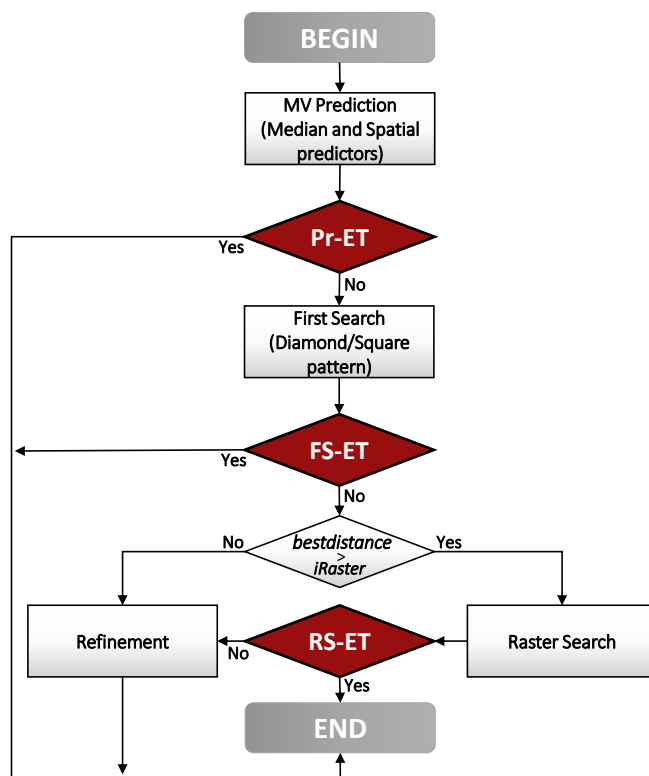 BEGIN
MV Prediction
(Median and Spatial
predictors)
Pr-ET
Yes
No
First Search
(Diamond/Square
pattern)
FS-ET
Yes
No
No
bestdistance
>
iRaster
Yes
Refinement
No
RS-ET
Raster Search
Yes
END